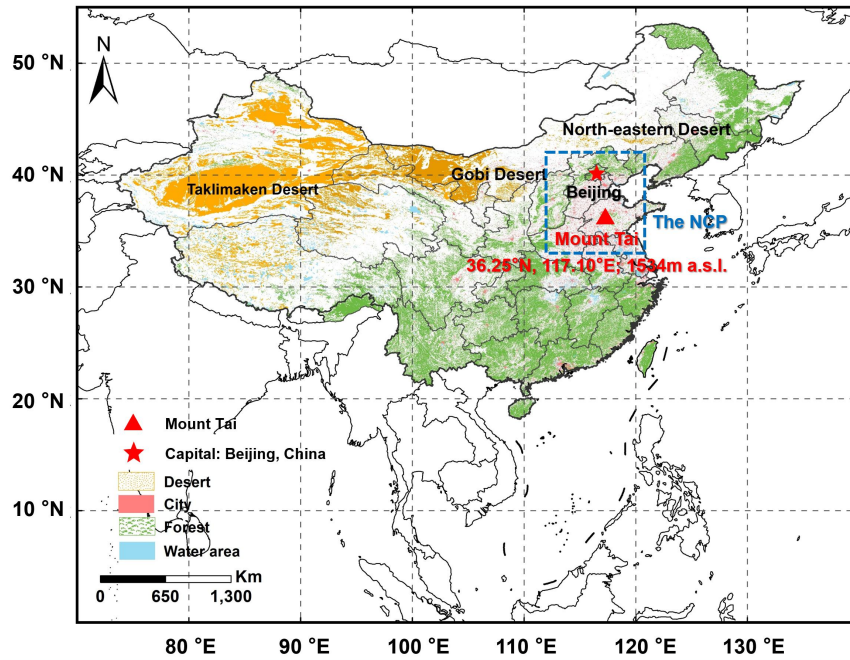 50 °N
N
North-eastern Desert
40 °N
Gobi Desert
Taklimaken Desert
Beijing
The NCP
Mount Tai
36.25°N, 117.10°E; 1534m a.s.l.
30 °N
20 °N
Mount Tai
Capital: Beijing, China
Desert
City
10 °N
Forest
Water area
Km
0 650 1,300
80 °E 90 °E 100 °E 110 °E 120 °E 130 °E